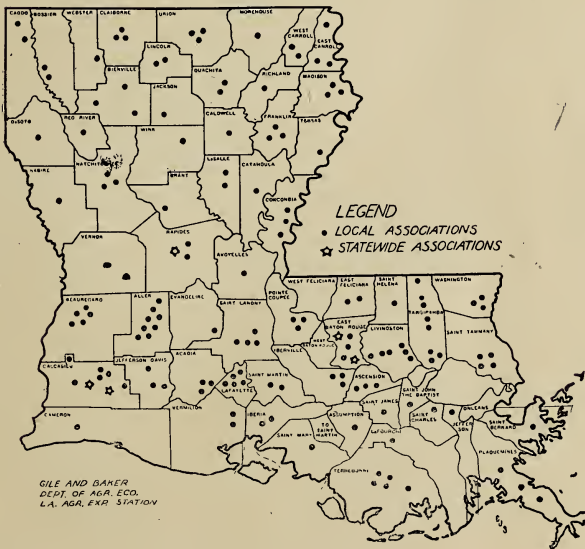 CADDO BOSSIER WEBSTER CLAIBORNE UNION MOREHOUSE
WEST CARROLL EAST CARROLL
LINCOLN
BIENVILLE OUACHITA RICHLAND MADISON
JACKSON
DESOTO RED RIVER CALDWELL FRANKLIN TENSAS
WINN
NATCHITOCHES
SABINE GRANT LASALLE CATAHOULA
CONCORDIA
LEGEND
LOCAL ASSOCIATIONS
STATEWIDE ASSOCIATIONS
VERNON RAPIDES
AVOYELLES
WEST FELICIANA EAST FELICIANA SAINT HELENA WASHINGTON
BEAUREGARD ALLEN EVANGELINE SAINT LANDRY POINTE COUPEE
EAST BATON ROUGE LIVINGSTON TANGIPAHOA SAINT TAMMANY
WEST BATON ROUGE
CALCASIEU JEFFERSON DAVIS ACADIA LAFAYETTE SAINT MARTIN IBERVILLE ASCENSION
SAINT JOHN THE BAPTIST
CAMERON VERMILION IBERIA ASSUMPTION SAINT JAMES SAINT CHARLES ORLEANS
SAINT MARY TO SAINT MARTIN LAFOURCHE JEFFERSON SAINT BERNARD
PLAQUEMINES
TERREBONNE
GILE AND BAKER
DEPT. OF AGR. ECO.
LA. AGR. EXP. STATION
EJS